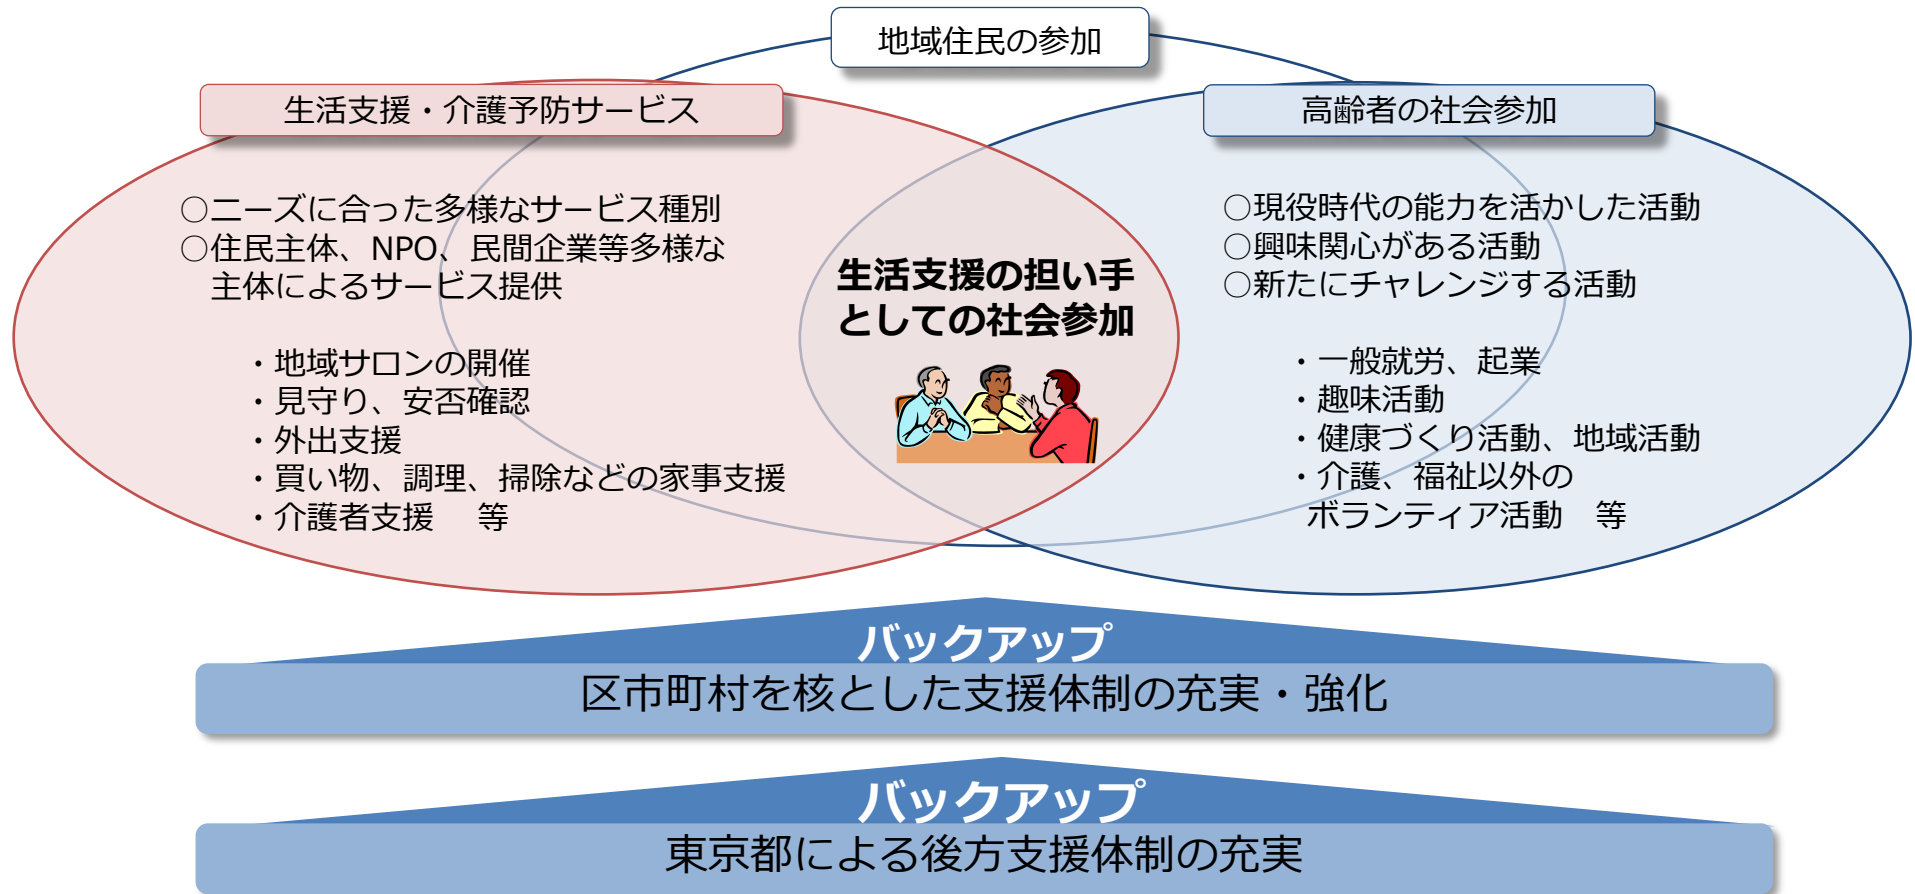 地域住民の参加
生活支援・介護予防サービス
○ニーズに合った多様なサービス種別
○住民主体、NPO、民間企業等多様な
主体によるサービス提供
・地域サロンの開催
・見守り、安否確認
・外出支援
・買い物、調理、掃除などの家事支援
・介護者支援　等
生活支援の担い手
としての社会参加
高齢者の社会参加
○現役時代の能力を活かした活動
○興味関心がある活動
○新たにチャレンジする活動
・一般就労、起業
・趣味活動
・健康づくり活動、地域活動
・介護、福祉以外の
ボランティア活動　等
バックアップ
区市町村を核とした支援体制の充実・強化
バックアップ
東京都による後方支援体制の充実